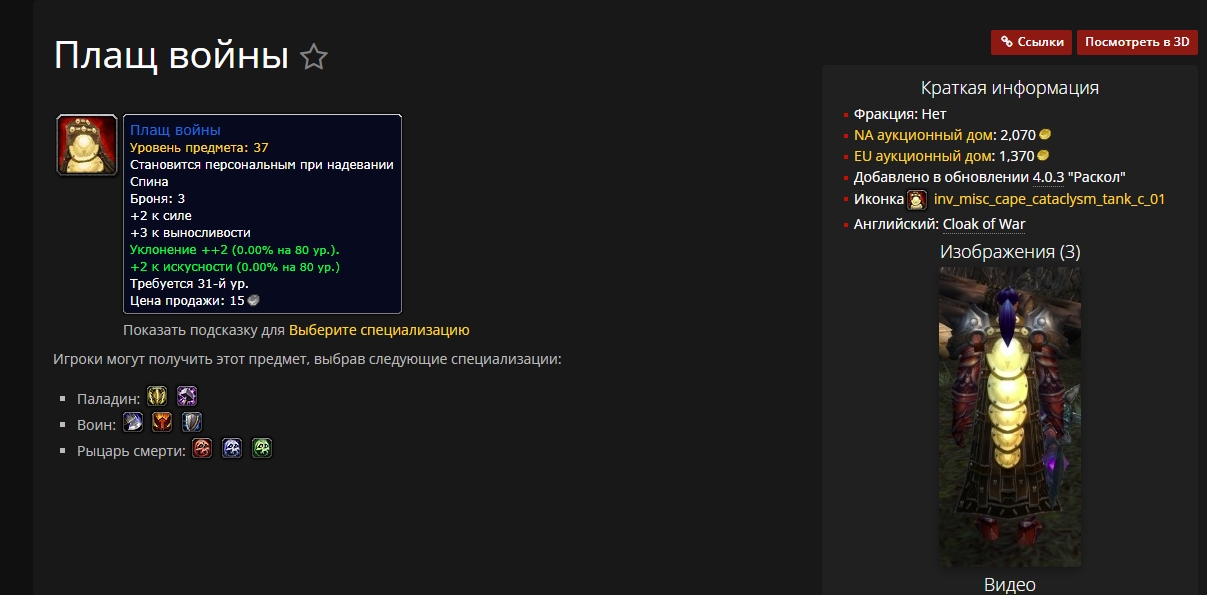 Плащ войны
Ссылки
Посмотреть в 3D
Плащ войны
Уровень предмета: 37
Становится персональным при надевании
Спина
Броня: 3
+2 к силе
+3 к выносливости
Уклонение ++2 (0.00% на 80 ур.).
+2 к искусности (0.00% на 80 ур.)
Требуется 31-й ур.
Цена продажи: 15
Показать подсказку для Выберите специализацию
Игроки могут получить этот предмет, выбрав следующие специализации:
Паладин:
Воин:
Рыцарь смерти:
Краткая информация
Фракция: Нет
NA аукционный дом: 2,070
EU аукционный дом: 1,370
Добавлено в обновлении 4.0.3 "Раскол"
Иконка inv_misc_cape_cataclysm_tank_c_01
Английский: Cloak of War
Изображения (3)
Видео